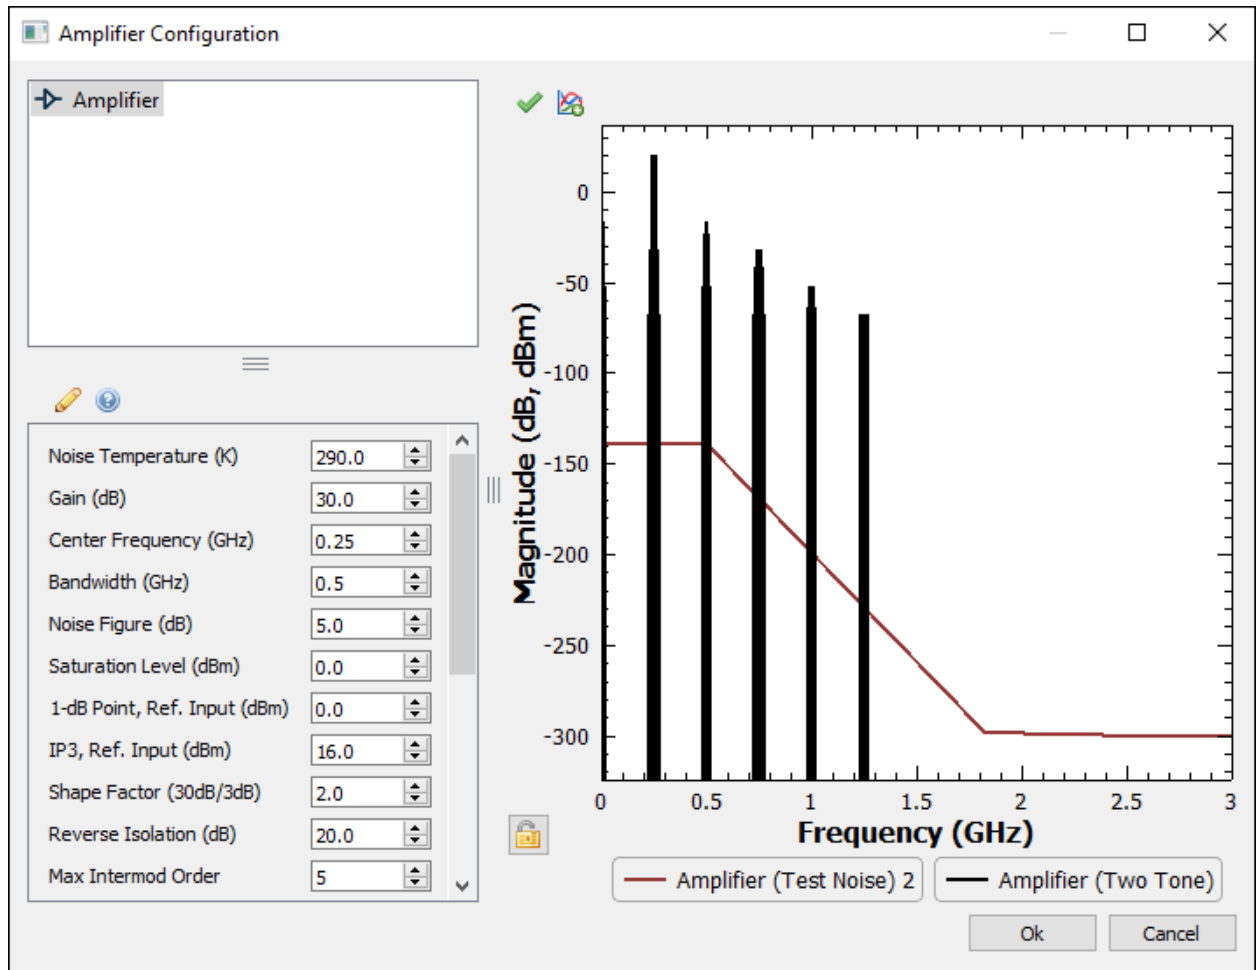 Amplifier Configuration
Amplifier
Noise Temperature (K) 290.0
Gain (dB) 30.0
Center Frequency (GHz) 0.25
Bandwidth (GHz) 0.5
Noise Figure (dB) 5.0
Saturation Level (dBm) 0.0
1-dB Point, Ref. Input (dBm) 0.0
IP3, Ref. Input (dBm) 16.0
Shape Factor (30dB/3dB) 2.0
Reverse Isolation (dB) 20.0
Max Intermod Order 5
Magnitude (dB, dBm)
0
-50
-100
-150
-200
-250
-300
0 0.5 1 1.5 2 2.5 3
Frequency (GHz)
Amplifier (Test Noise) 2 Amplifier (Two Tone)
Ok Cancel